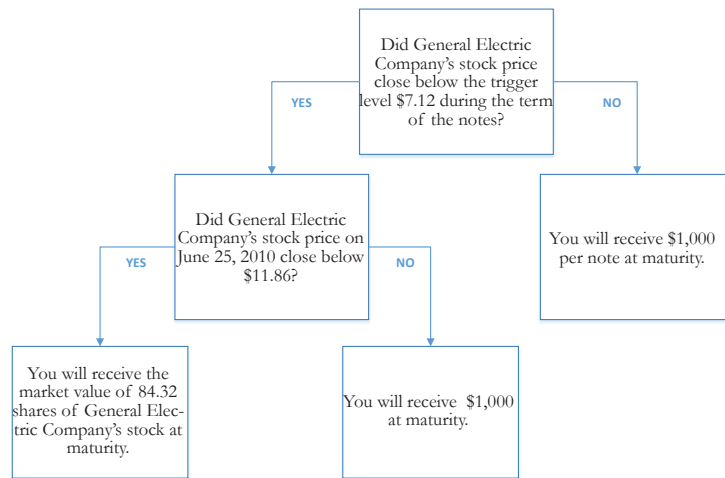 Did General Electric
Company's stock price
close below the trigger
level $7.12 during the term
of the notes?
YES
NO
Did General Electric
Company's stock price on
June 25, 2010 close below
$11.86?
You will receive $1,000
per note at maturity.
YES
NO
You will receive the
market value of 84.32
shares of General Elec-
tric Company's stock at
maturity.
You will receive $1,000
at maturity.